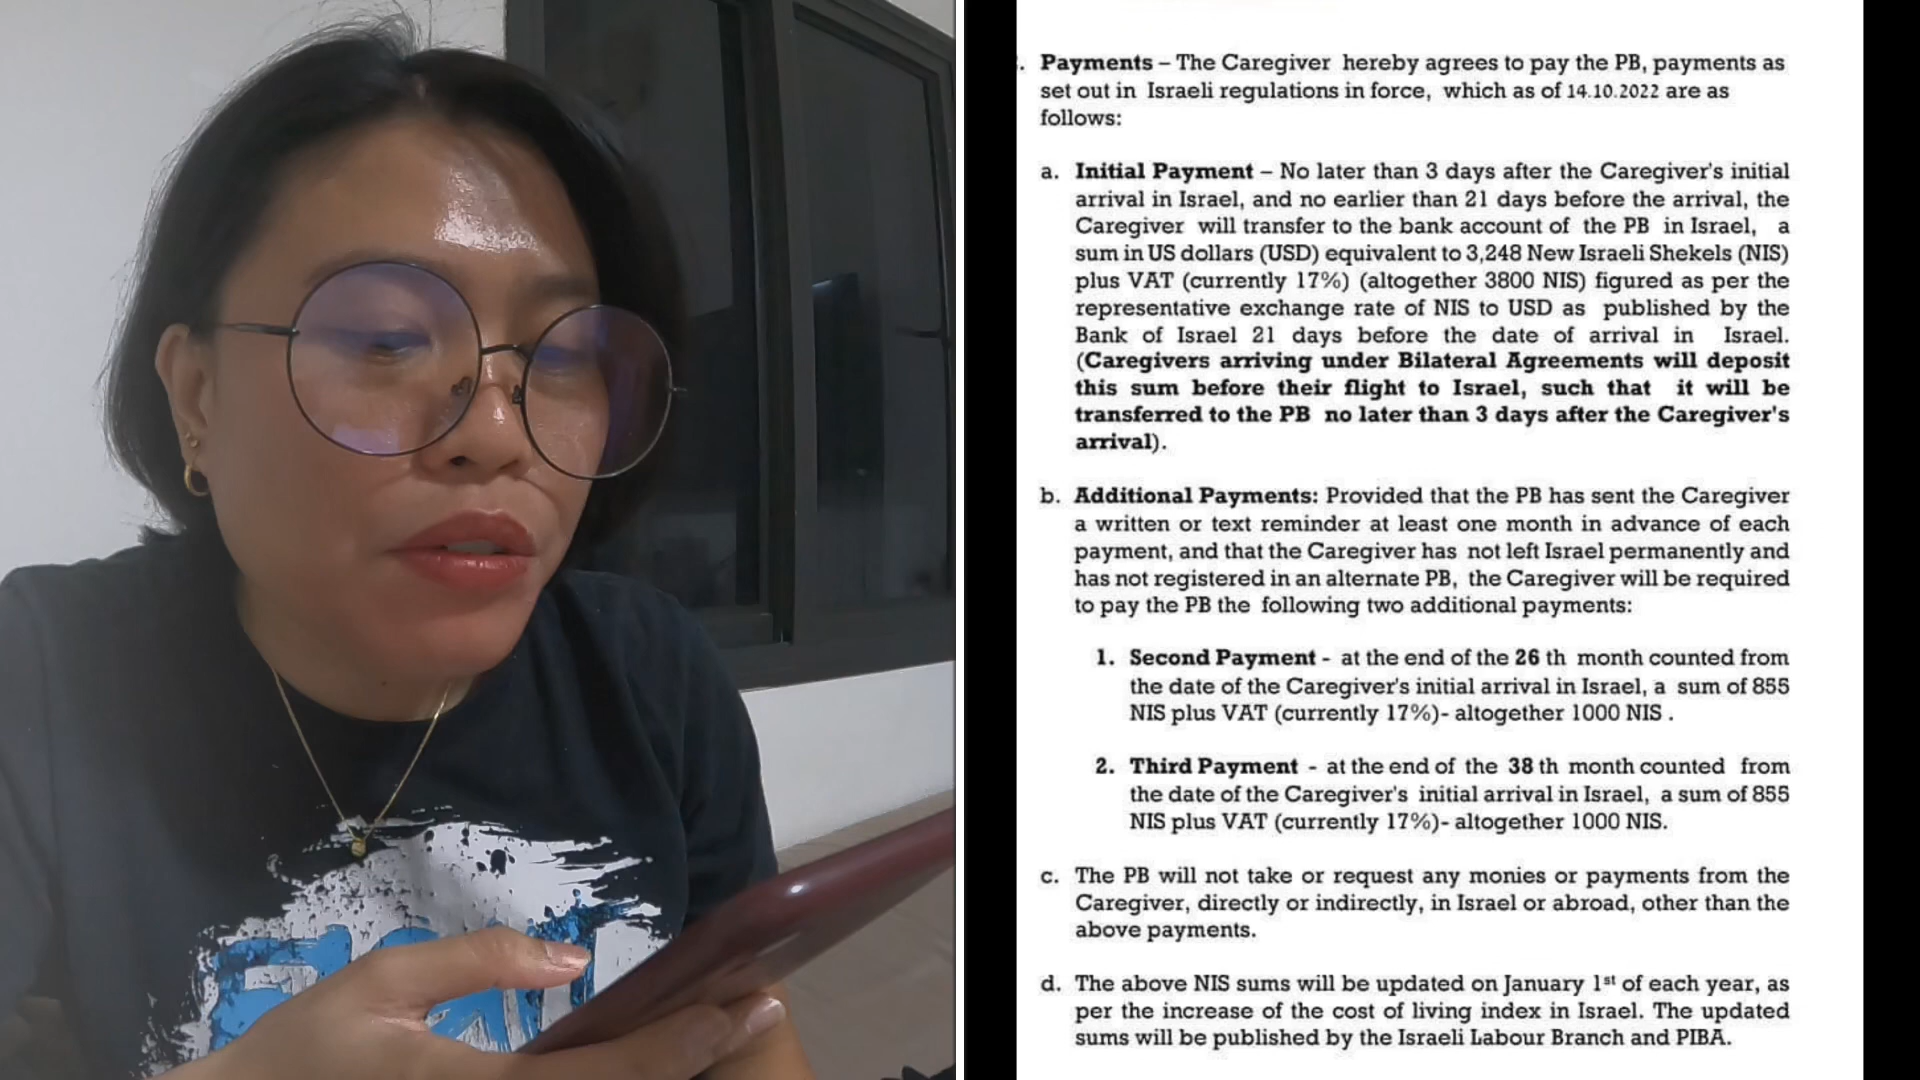 . Payments – The Caregiver hereby agrees to pay the PB, payments as
set out in Israeli regulations in force, which as of 14.10.2022 are as
follows:
a. Initial Payment – No later than 3 days after the Caregiver's initial
arrival in Israel, and no earlier than 21 days before the arrival, the
Caregiver will transfer to the bank account of the PB in Israel, a
sum in US dollars (USD) equivalent to 3,248 New Israeli Shekels (NIS)
plus VAT (currently 17%) (altogether 3800 NIS) figured as per the
representative exchange rate of NIS to USD as published by the
Bank of Israel 21 days before the date of arrival in Israel.
(Caregivers arriving under Bilateral Agreements will deposit
this sum before their flight to Israel, such that it will be
transferred to the PB no later than 3 days after the Caregiver's
arrival).
b. Additional Payments: Provided that the PB has sent the Caregiver
a written or text reminder at least one month in advance of each
payment, and that the Caregiver has not left Israel permanently and
has not registered in an alternate PB, the Caregiver will be required
to pay the PB the following two additional payments:
1. Second Payment - at the end of the 26 th month counted from
the date of the Caregiver's initial arrival in Israel, a sum of 855
NIS plus VAT (currently 17%)- altogether 1000 NIS .
2. Third Payment - at the end of the 38 th month counted from
the date of the Caregiver's initial arrival in Israel, a sum of 855
NIS plus VAT (currently 17%)- altogether 1000 NIS.
c. The PB will not take or request any monies or payments from the
Caregiver, directly or indirectly, in Israel or abroad, other than the
above payments.
d. The above NIS sums will be updated on January 1st of each year, as
per the increase of the cost of living index in Israel. The updated
sums will be published by the Israeli Labour Branch and PIBA.